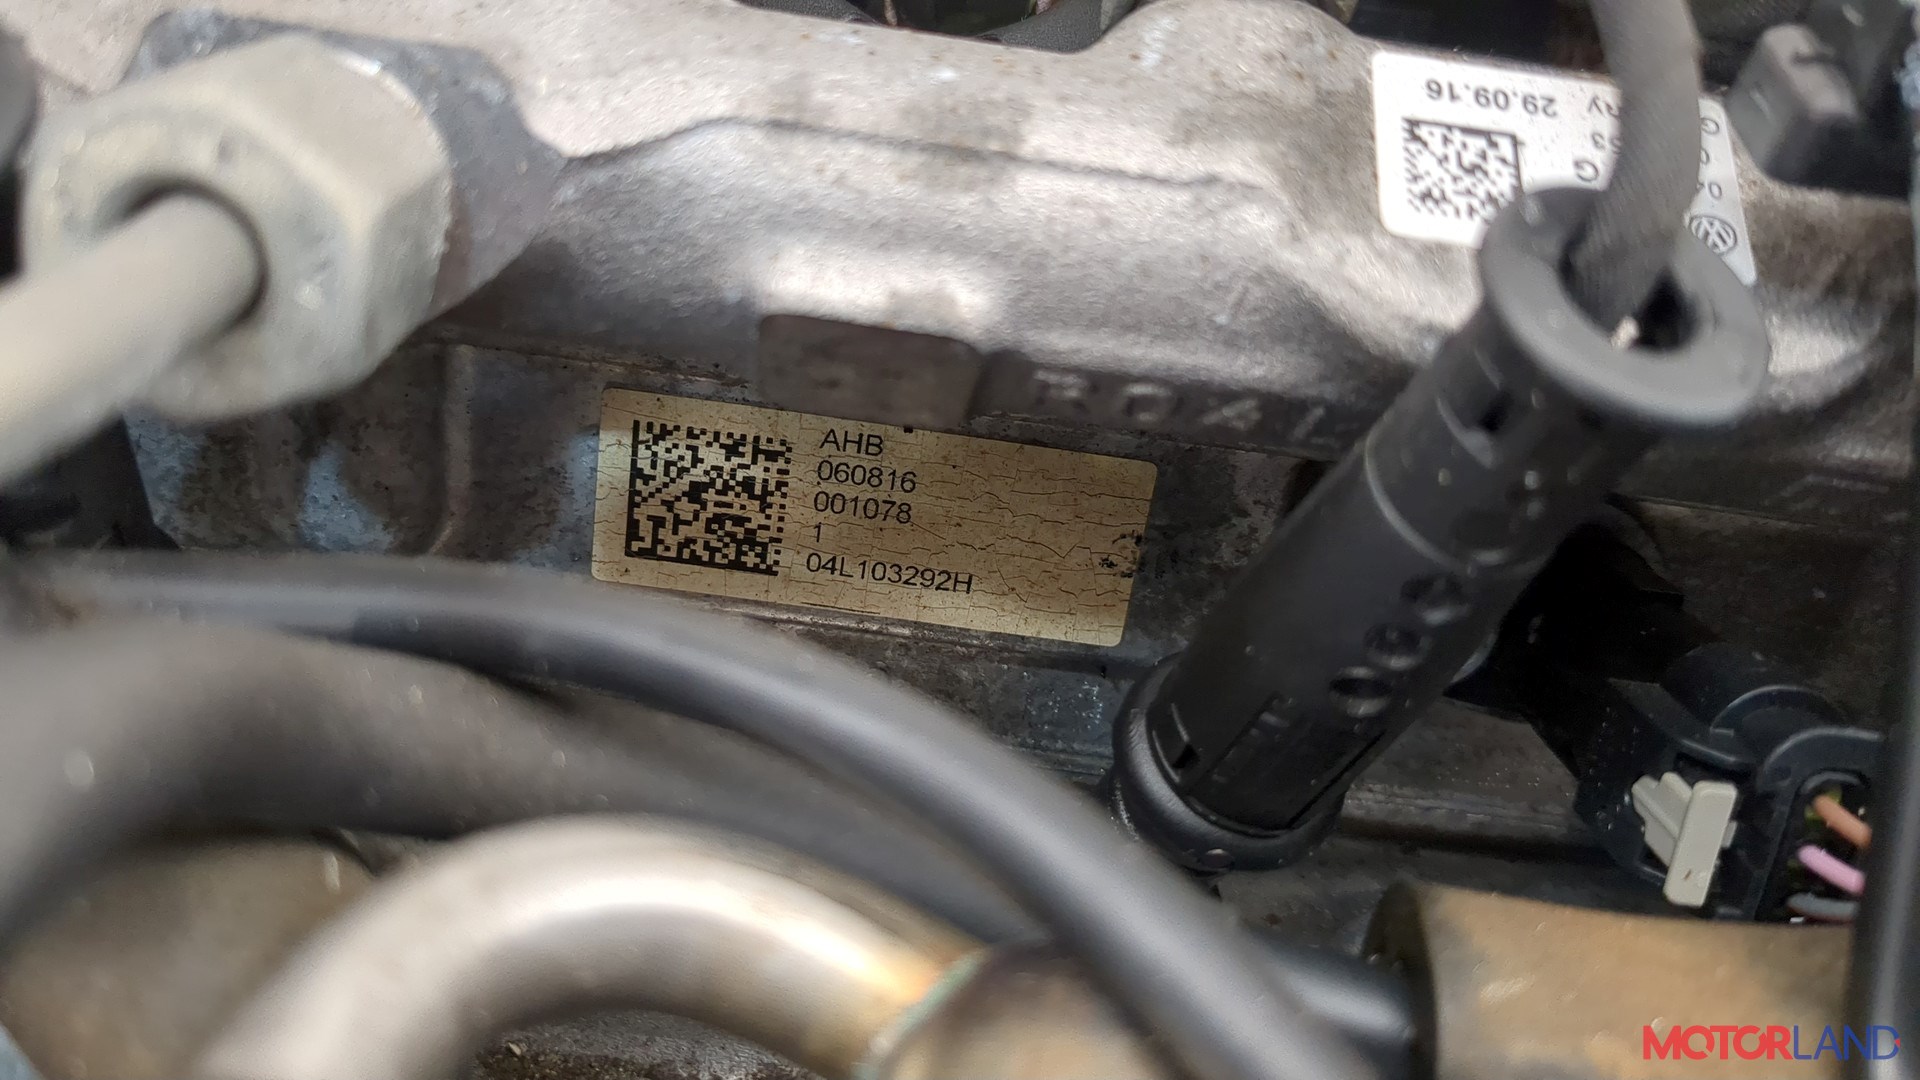 29.09.16
AHB
060816
001078
1
04L103292H
MOTORLAND